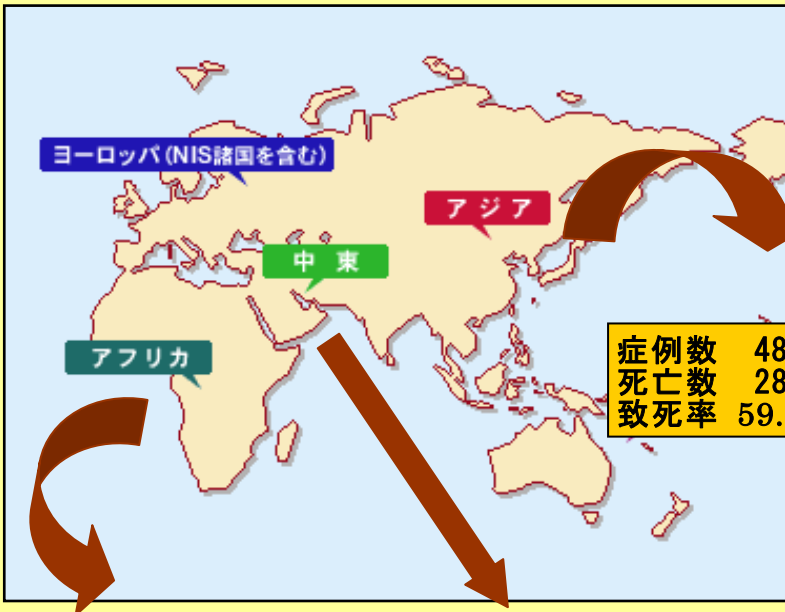 ヨーロッパ(NIS諸国を含む)
アジア
中東
アフリカ
症例数 48
死亡数 28
致死率 59.